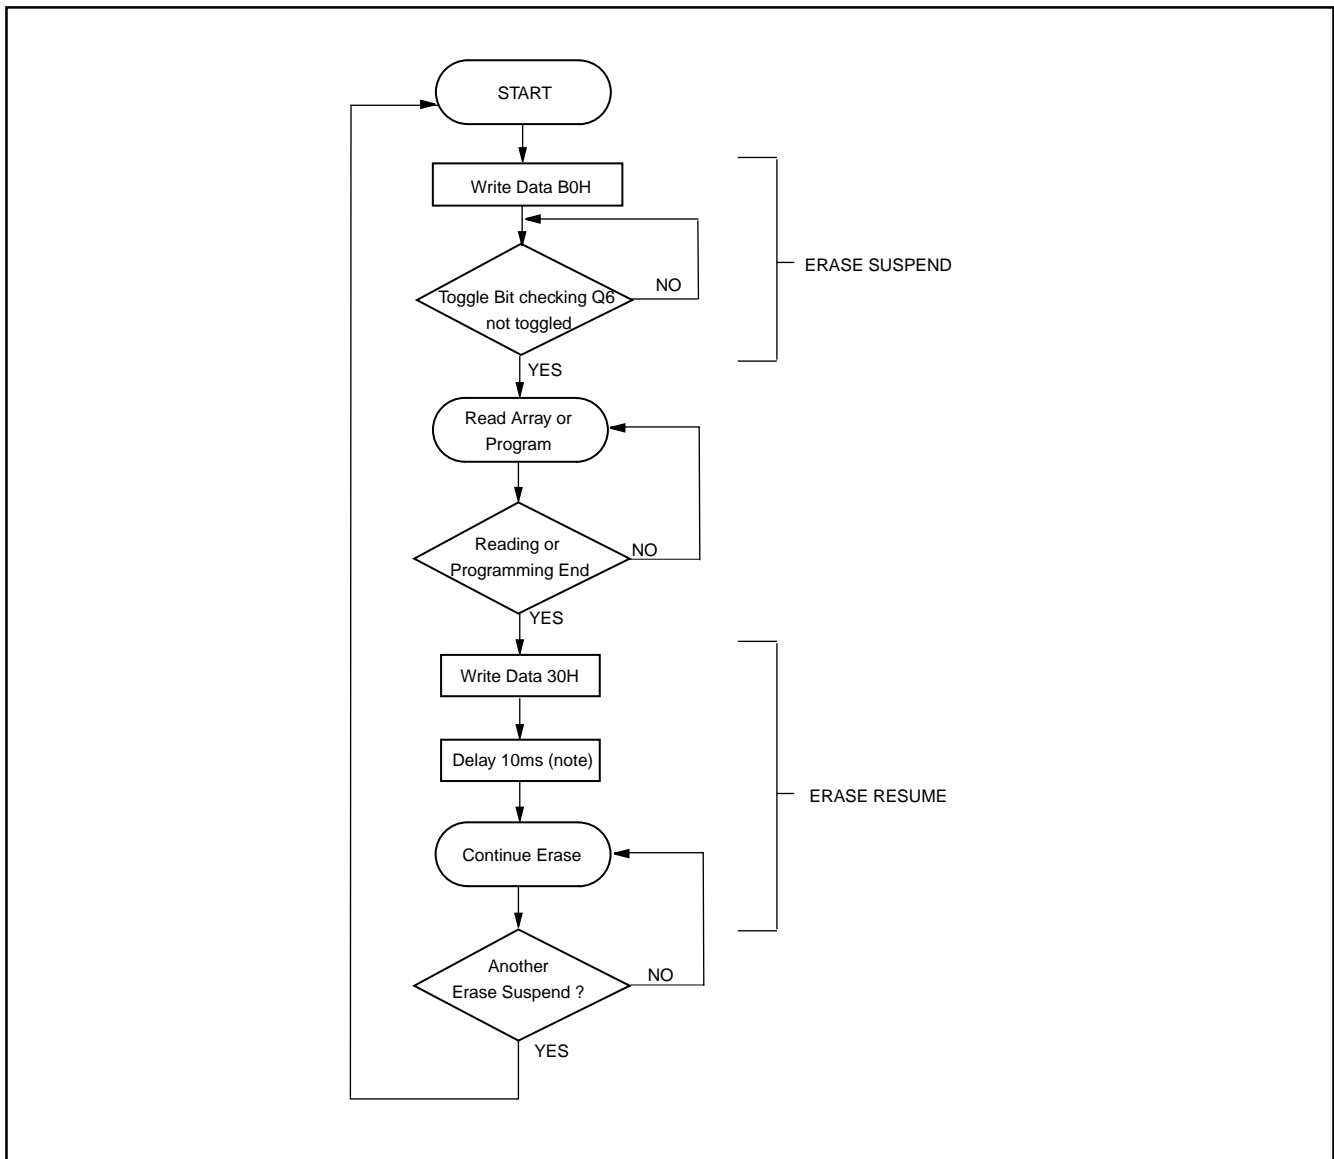 START
Write Data B0H
ERASE SUSPEND
Toggle Bit checking Q6
not toggled
NO
YES
Read Array or
Program
Reading or
Programming End
NO
YES
Write Data 30H
Delay 10ms (note)
ERASE RESUME
Continue Erase
Another
Erase Suspend ?
NO
YES